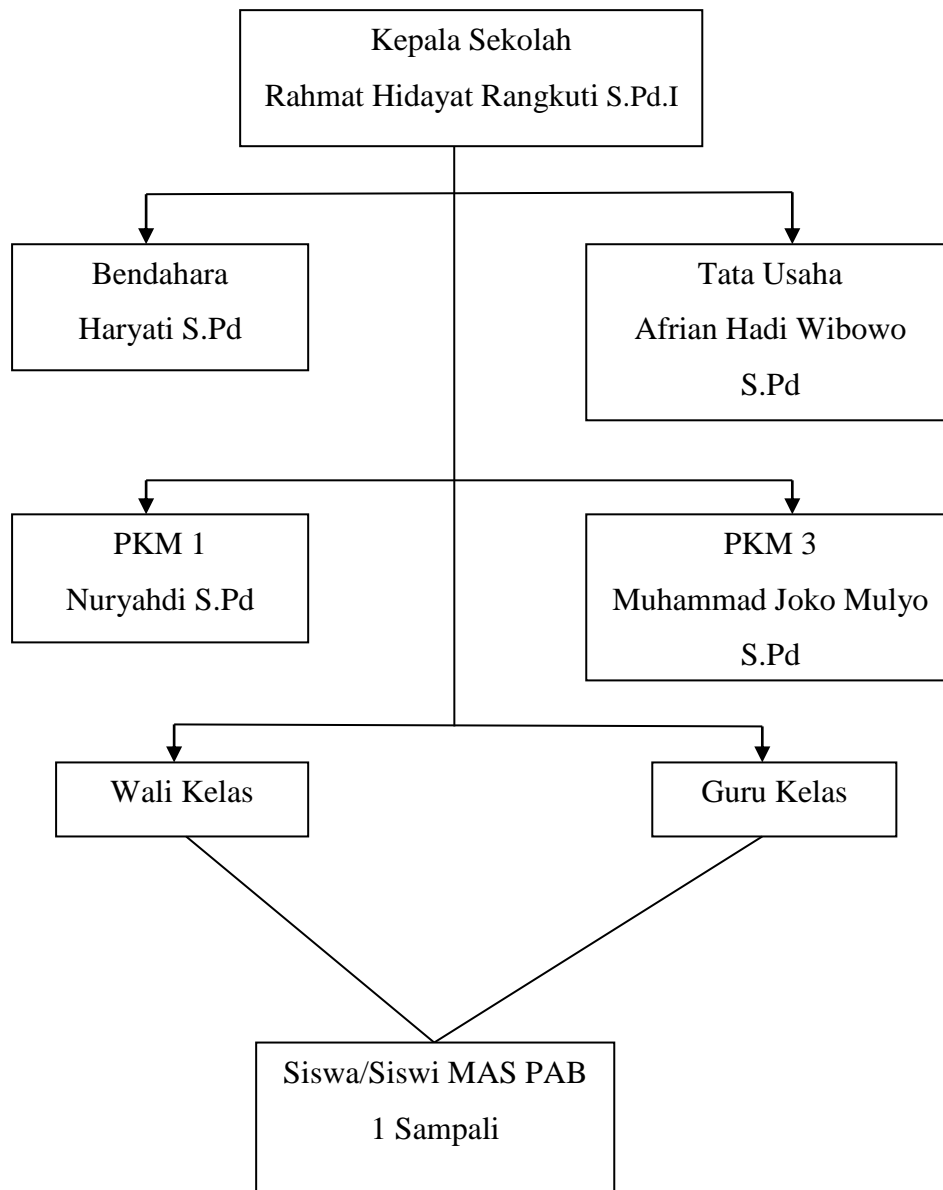 Kepala Sekolah
Rahmat Hidayat Rangkuti S.Pd.I
Bendahara
Haryati S.Pd
Tata Usaha
Afrian Hadi Wibowo
S.Pd
PKM 1
Nuryahdi S.Pd
PKM 3
Muhammad Joko Mulyo
S.Pd
Wali Kelas
Guru Kelas
Siswa/Siswi MAS PAB
1 Sampali